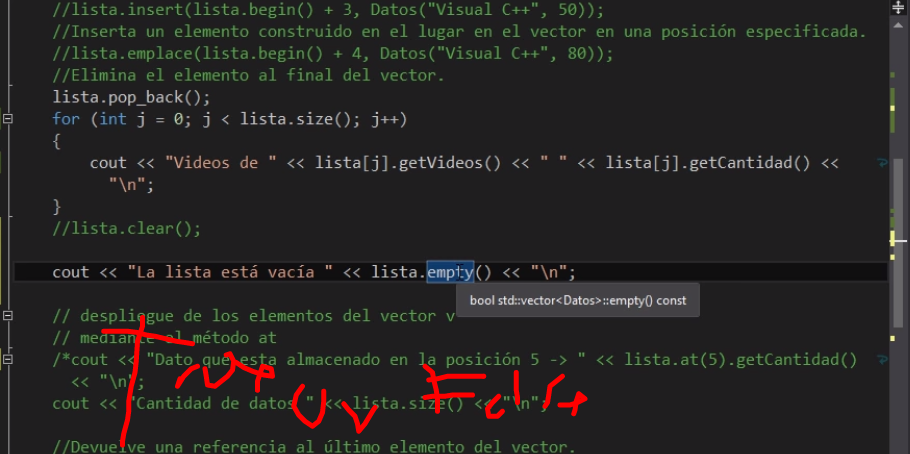 //lista.insert(lista.begin() + 3, Datos("Visual C++", 50));
//Inserta un elemento construido en el lugar en el vector en una posición especificada.
//lista.emplace(lista.begin() + 4, Datos("Visual C++", 80));
//Elimina el elemento al final del vector.
lista.pop_back();
for (int j = 0; j < lista.size(); j++)
{
cout << "Videos de " << lista[j].getVideos() << " " << lista[j].getCantidad() <<
"\n";
}
//lista.clear();
cout << "La lista está vacía " << lista.empty() << "\n";
bool std::vector<Datos>::empty() const
// despliegue de los elementos del vector v
// mediante el método at
/*cout << "Dato que esta almacenado en la posición 5 -> " << lista.at(5).getCantidad()
<< "\n";
cout << "Cantidad de datos " << lista.size() << "\n";
//Devuelve una referencia al último elemento del vector.